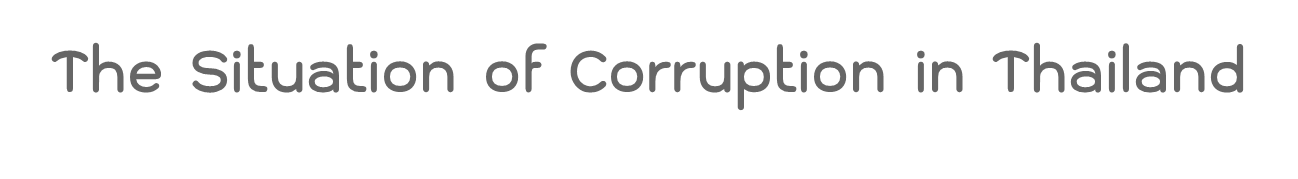 The Situation of Corruption in Thailand